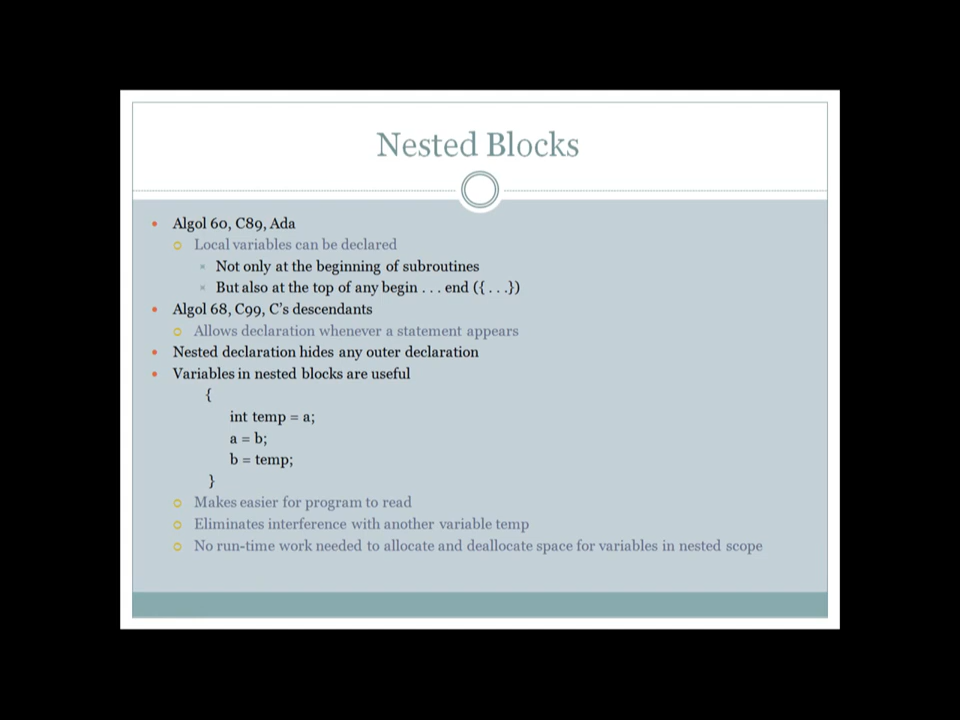 Nested Blocks
Algol 60, C89, Ada
Local variables can be declared
Not only at the beginning of subroutines
But also at the top of any begin . . . end ({ . . .})
Algol 68, C99, C's descendants
Allows declaration whenever a statement appears
Nested declaration hides any outer declaration
Variables in nested blocks are useful
{
int temp = a;
a = b;
b = temp;
}
Makes easier for program to read
Eliminates interference with another variable temp
No run-time work needed to allocate and deallocate space for variables in nested scope